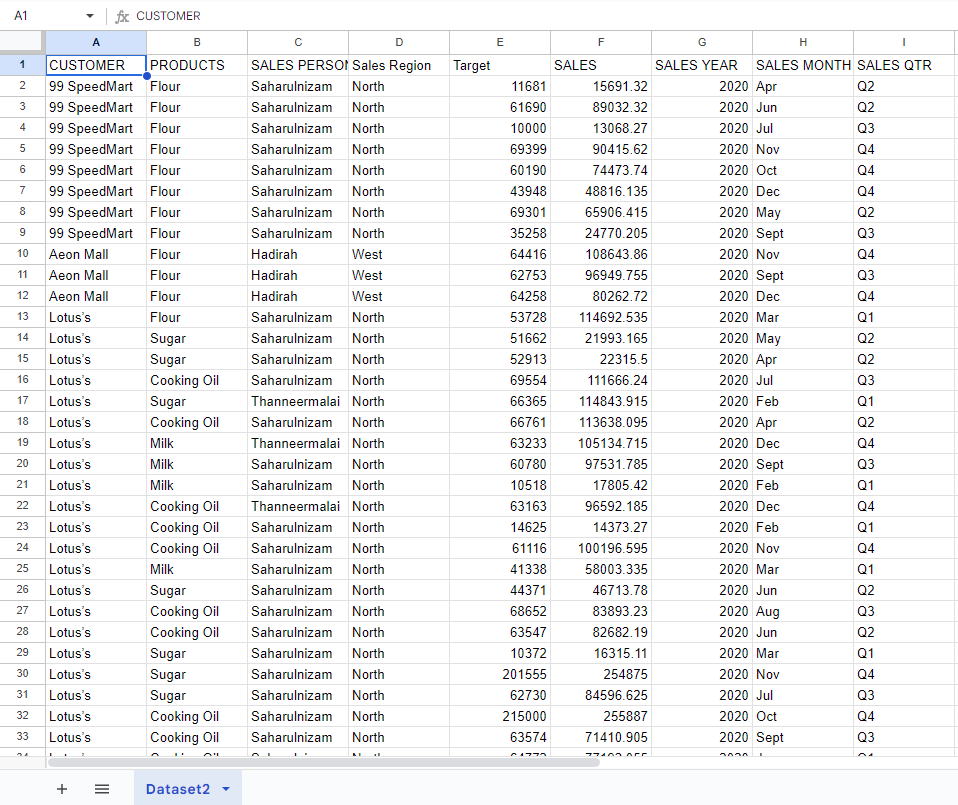 A1 fx CUSTOMER
A B C D E F G H I
1 CUSTOMER PRODUCTS SALES PERSON Sales Region Target SALES SALES YEAR SALES MONTH SALES QTR
2 99 SpeedMart Flour Saharulnizam North 11681 15691.32 2020 Apr Q2
3 99 SpeedMart Flour Saharulnizam North 61690 89032.32 2020 Jun Q2
4 99 SpeedMart Flour Saharulnizam North 10000 13068.27 2020 Jul Q3
5 99 SpeedMart Flour Saharulnizam North 69399 90415.62 2020 Nov Q4
6 99 SpeedMart Flour Saharulnizam North 60190 74473.74 2020 Oct Q4
7 99 SpeedMart Flour Saharulnizam North 43948 48816.135 2020 Dec Q4
8 99 SpeedMart Flour Saharulnizam North 69301 65906.415 2020 May Q2
9 99 SpeedMart Flour Saharulnizam North 35258 24770.205 2020 Sept Q3
10 Aeon Mall Flour Hadirah West 64416 108643.86 2020 Nov Q4
11 Aeon Mall Flour Hadirah West 62753 96949.755 2020 Sept Q3
12 Aeon Mall Flour Hadirah West 64258 80262.72 2020 Dec Q4
13 Lotus's Flour Saharulnizam North 53728 114692.535 2020 Mar Q1
14 Lotus's Sugar Saharulnizam North 51662 21993.165 2020 May Q2
15 Lotus's Sugar Saharulnizam North 52913 22315.5 2020 Apr Q2
16 Lotus's Cooking Oil Saharulnizam North 69554 111666.24 2020 Jul Q3
17 Lotus's Sugar Thanneermalai North 66365 114843.915 2020 Feb Q1
18 Lotus's Cooking Oil Saharulnizam North 66761 113638.095 2020 Apr Q2
19 Lotus's Milk Thanneermalai North 63233 105134.715 2020 Dec Q4
20 Lotus's Milk Saharulnizam North 60780 97531.785 2020 Sept Q3
21 Lotus's Milk Saharulnizam North 10518 17805.42 2020 Feb Q1
22 Lotus's Cooking Oil Thanneermalai North 63163 96592.185 2020 Dec Q4
23 Lotus's Cooking Oil Saharulnizam North 14625 14373.27 2020 Feb Q1
24 Lotus's Cooking Oil Saharulnizam North 61116 100196.595 2020 Nov Q4
25 Lotus's Milk Saharulnizam North 41338 58003.335 2020 Mar Q1
26 Lotus's Sugar Saharulnizam North 44371 46713.78 2020 Jun Q2
27 Lotus's Cooking Oil Saharulnizam North 68652 83893.23 2020 Aug Q3
28 Lotus's Cooking Oil Saharulnizam North 63547 82682.19 2020 Jun Q2
29 Lotus's Sugar Saharulnizam North 10372 16315.11 2020 Mar Q1
30 Lotus's Sugar Saharulnizam North 201555 254875 2020 Nov Q4
31 Lotus's Sugar Saharulnizam North 62730 84596.625 2020 Jul Q3
32 Lotus's Cooking Oil Saharulnizam North 215000 255887 2020 Oct Q4
33 Lotus's Cooking Oil Saharulnizam North 63574 71410.905 2020 Sept Q3
Dataset2